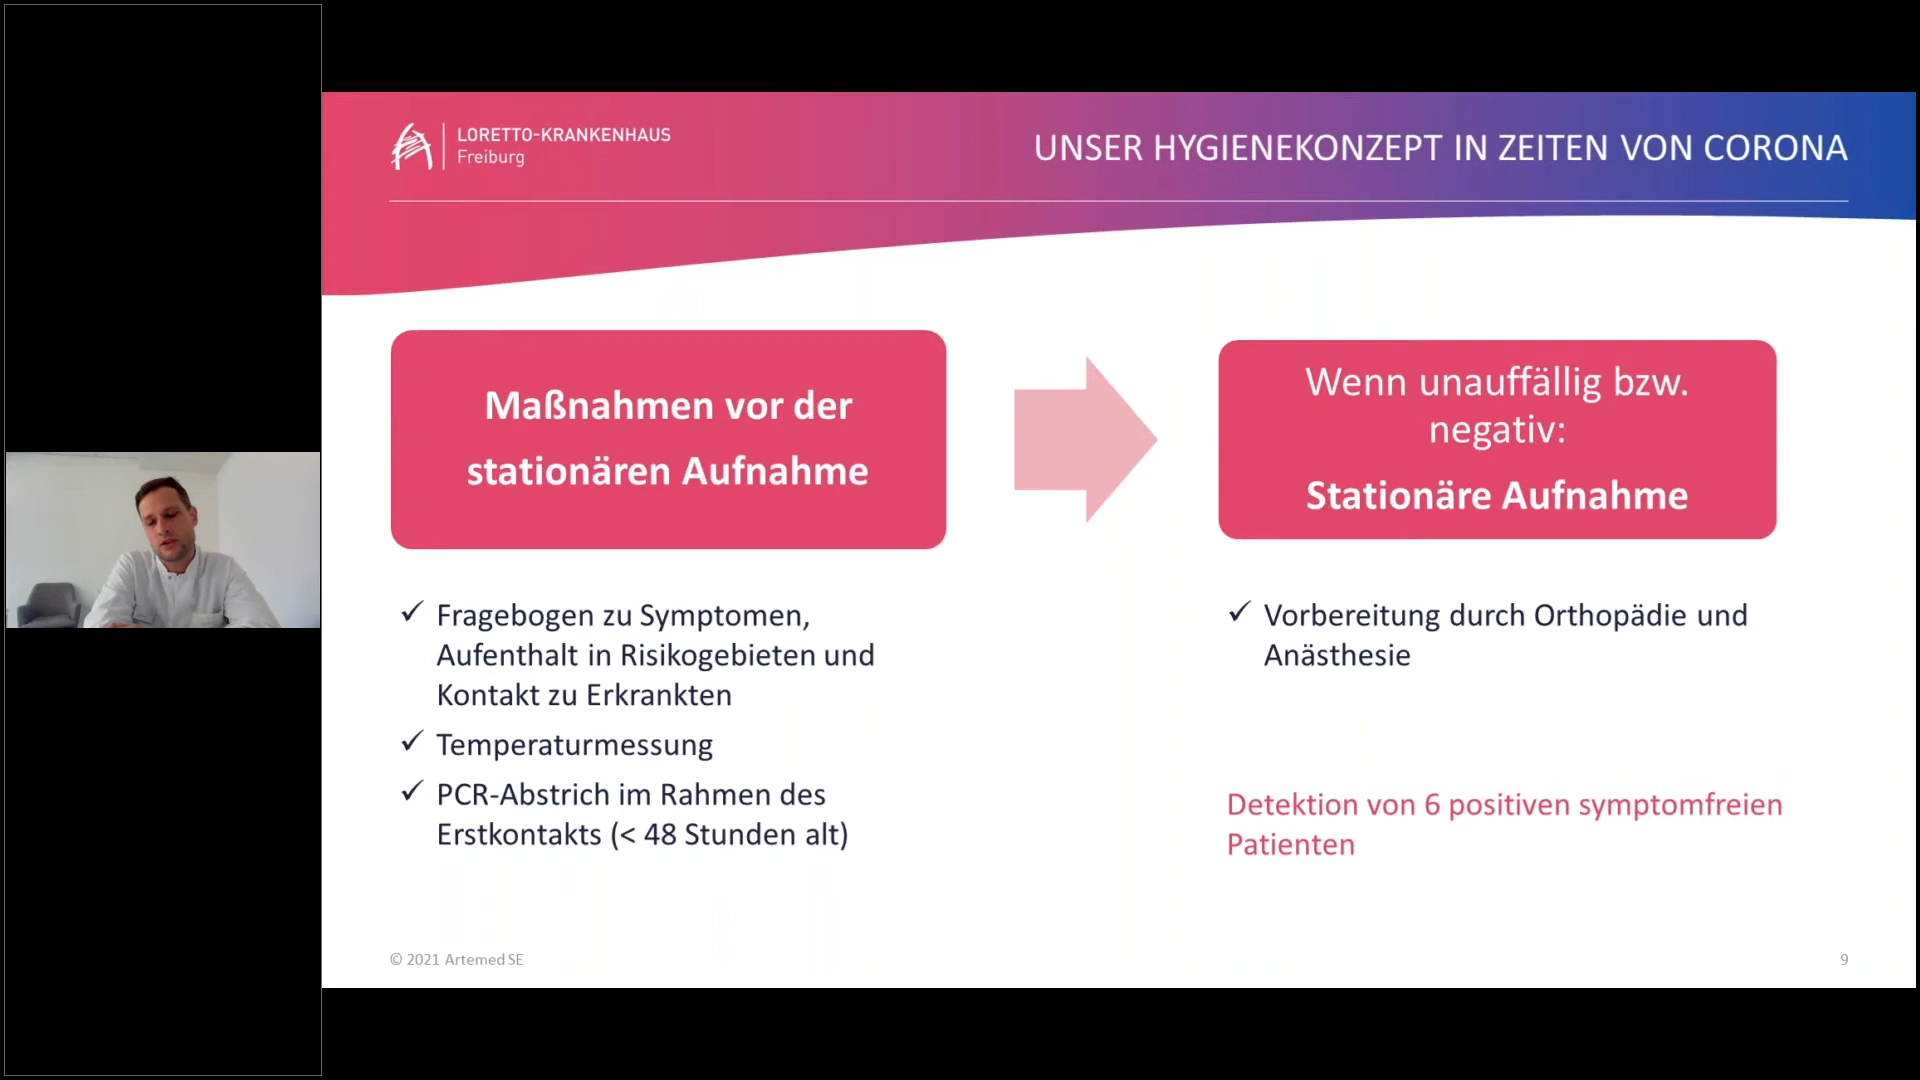 LORETTO-KRANKENHAUS
Freiburg
UNSER HYGIENEKONZEPT IN ZEITEN VON CORONA
Maßnahmen vor der
stationären Aufnahme
Wenn unauffällig bzw.
negativ:
Stationäre Aufnahme
✓ Fragebogen zu Symptomen,
Aufenthalt in Risikogebieten und
Kontakt zu Erkrankten
✓ Temperaturmessung
✓ PCR-Abstrich im Rahmen des
Erstkontakts (< 48 Stunden alt)
✓ Vorbereitung durch Orthopädie und
Anästhesie
Detektion von 6 positiven symptomfreien
Patienten
© 2021 Artemed SE
9